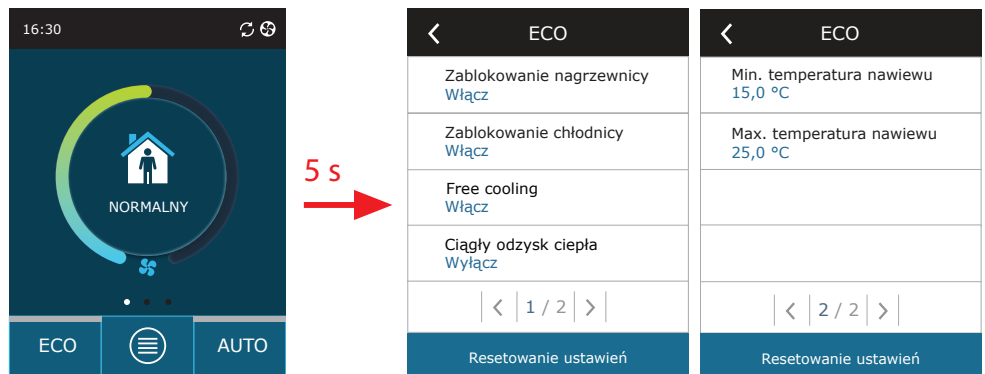 16:30
NORMALNY
ECO
AUTO
5 s
ECO
Zablokowanie nagrzewnicy
Włącz
Zablokowanie chłodnicy
Włącz
Free cooling
Włącz
Ciągły odzysk ciepła
Wyłącz
1 / 2
Resetowanie ustawień
ECO
Min. temperatura nawiewu
15,0 °C
Max. temperatura nawiewu
25,0 °C
2 / 2
Resetowanie ustawień